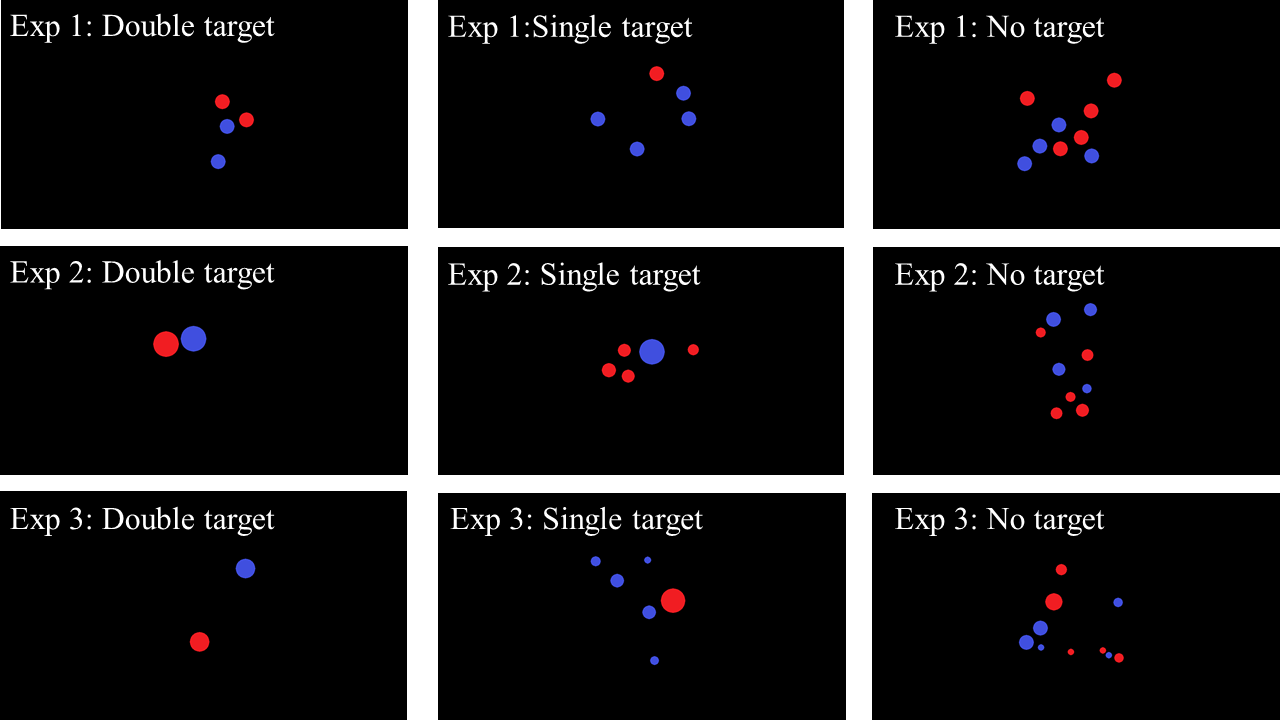 Exp 1: Double target
Exp 1:Single target
Exp 1: No target
Exp 2: Double target
Exp 2: Single target
Exp 2: No target
Exp 3: Double target
Exp 3: Single target
Exp 3: No target